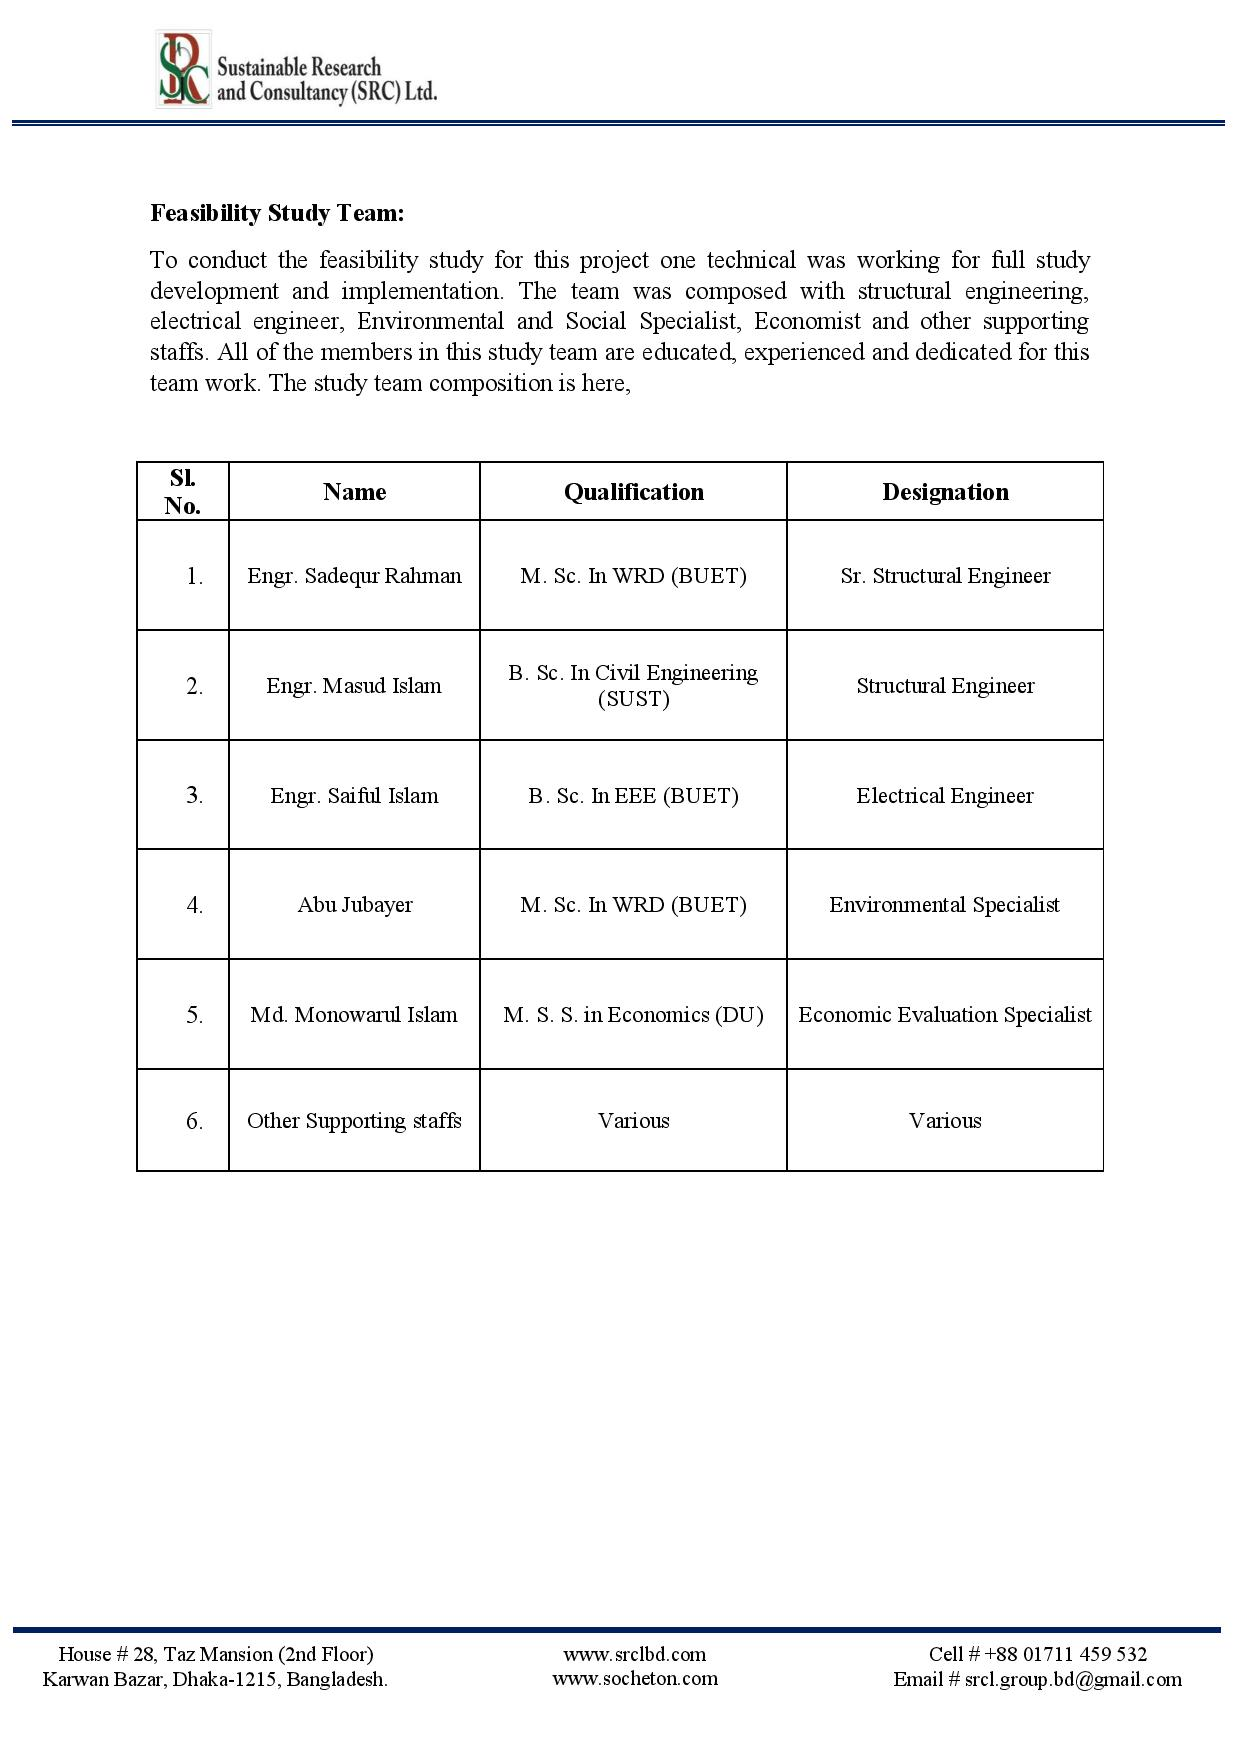 SRC
Sustainable Research
and Consultancy (SRC) Ltd.
Feasibility Study Team:
To conduct the feasibility study for this project one technical was working for full study
development and implementation. The team was composed with structural engineering,
electrical engineer, Environmental and Social Specialist, Economist and other supporting
staffs. All of the members in this study team are educated, experienced and dedicated for this
team work. The study team composition is here,
Sl.
No.
Name
Qualification
Designation
1.
Engr. Sadequr Rahman
M. Sc. In WRD (BUET)
Sr. Structural Engineer
2.
Engr. Masud Islam
B. Sc. In Civil Engineering
(SUST)
Structural Engineer
3.
Engr. Saiful Islam
B. Sc. In EEE (BUET)
Electrical Engineer
4.
Abu Jubayer
M. Sc. In WRD (BUET)
Environmental Specialist
5.
Md. Monowarul Islam
M. S. S. in Economics (DU)
Economic Evaluation Specialist
6.
Other Supporting staffs
Various
Various
House # 28, Taz Mansion (2nd Floor)
Karwan Bazar, Dhaka-1215, Bangladesh.
www.srclbd.com
www.socheton.com
Cell # +88 01711 459 532
Email # srcl.group.bd@gmail.com